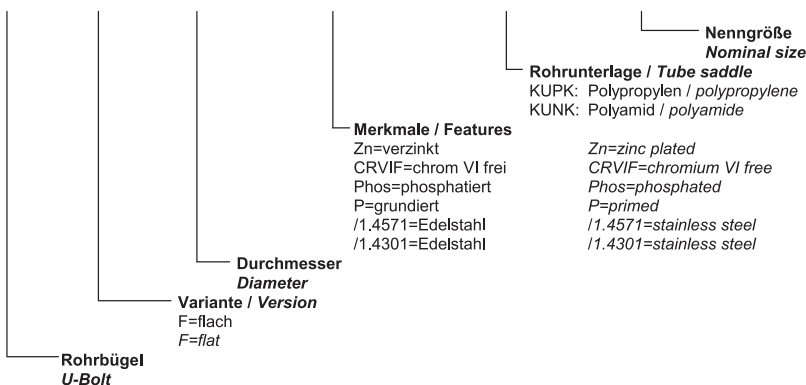 Nenngröße
Nominal size
Rohrunterlage / Tube saddle
KUPK: Polypropylen / polypropylene
KUNK: Polyamid / polyamide
Merkmale / Features
Zn=verzinkt Zn=zinc plated
CRVIF=chrom VI frei CRVIF=chromium VI free
Phos=phosphatiert Phos=phosphated
P=grundiert P=primed
/1.4571=Edelstahl /1.4571=stainless steel
/1.4301=Edelstahl /1.4301=stainless steel
Durchmesser
Diameter
Variante / Version
F=flach
F=flat
Rohrbügel
U-Bolt